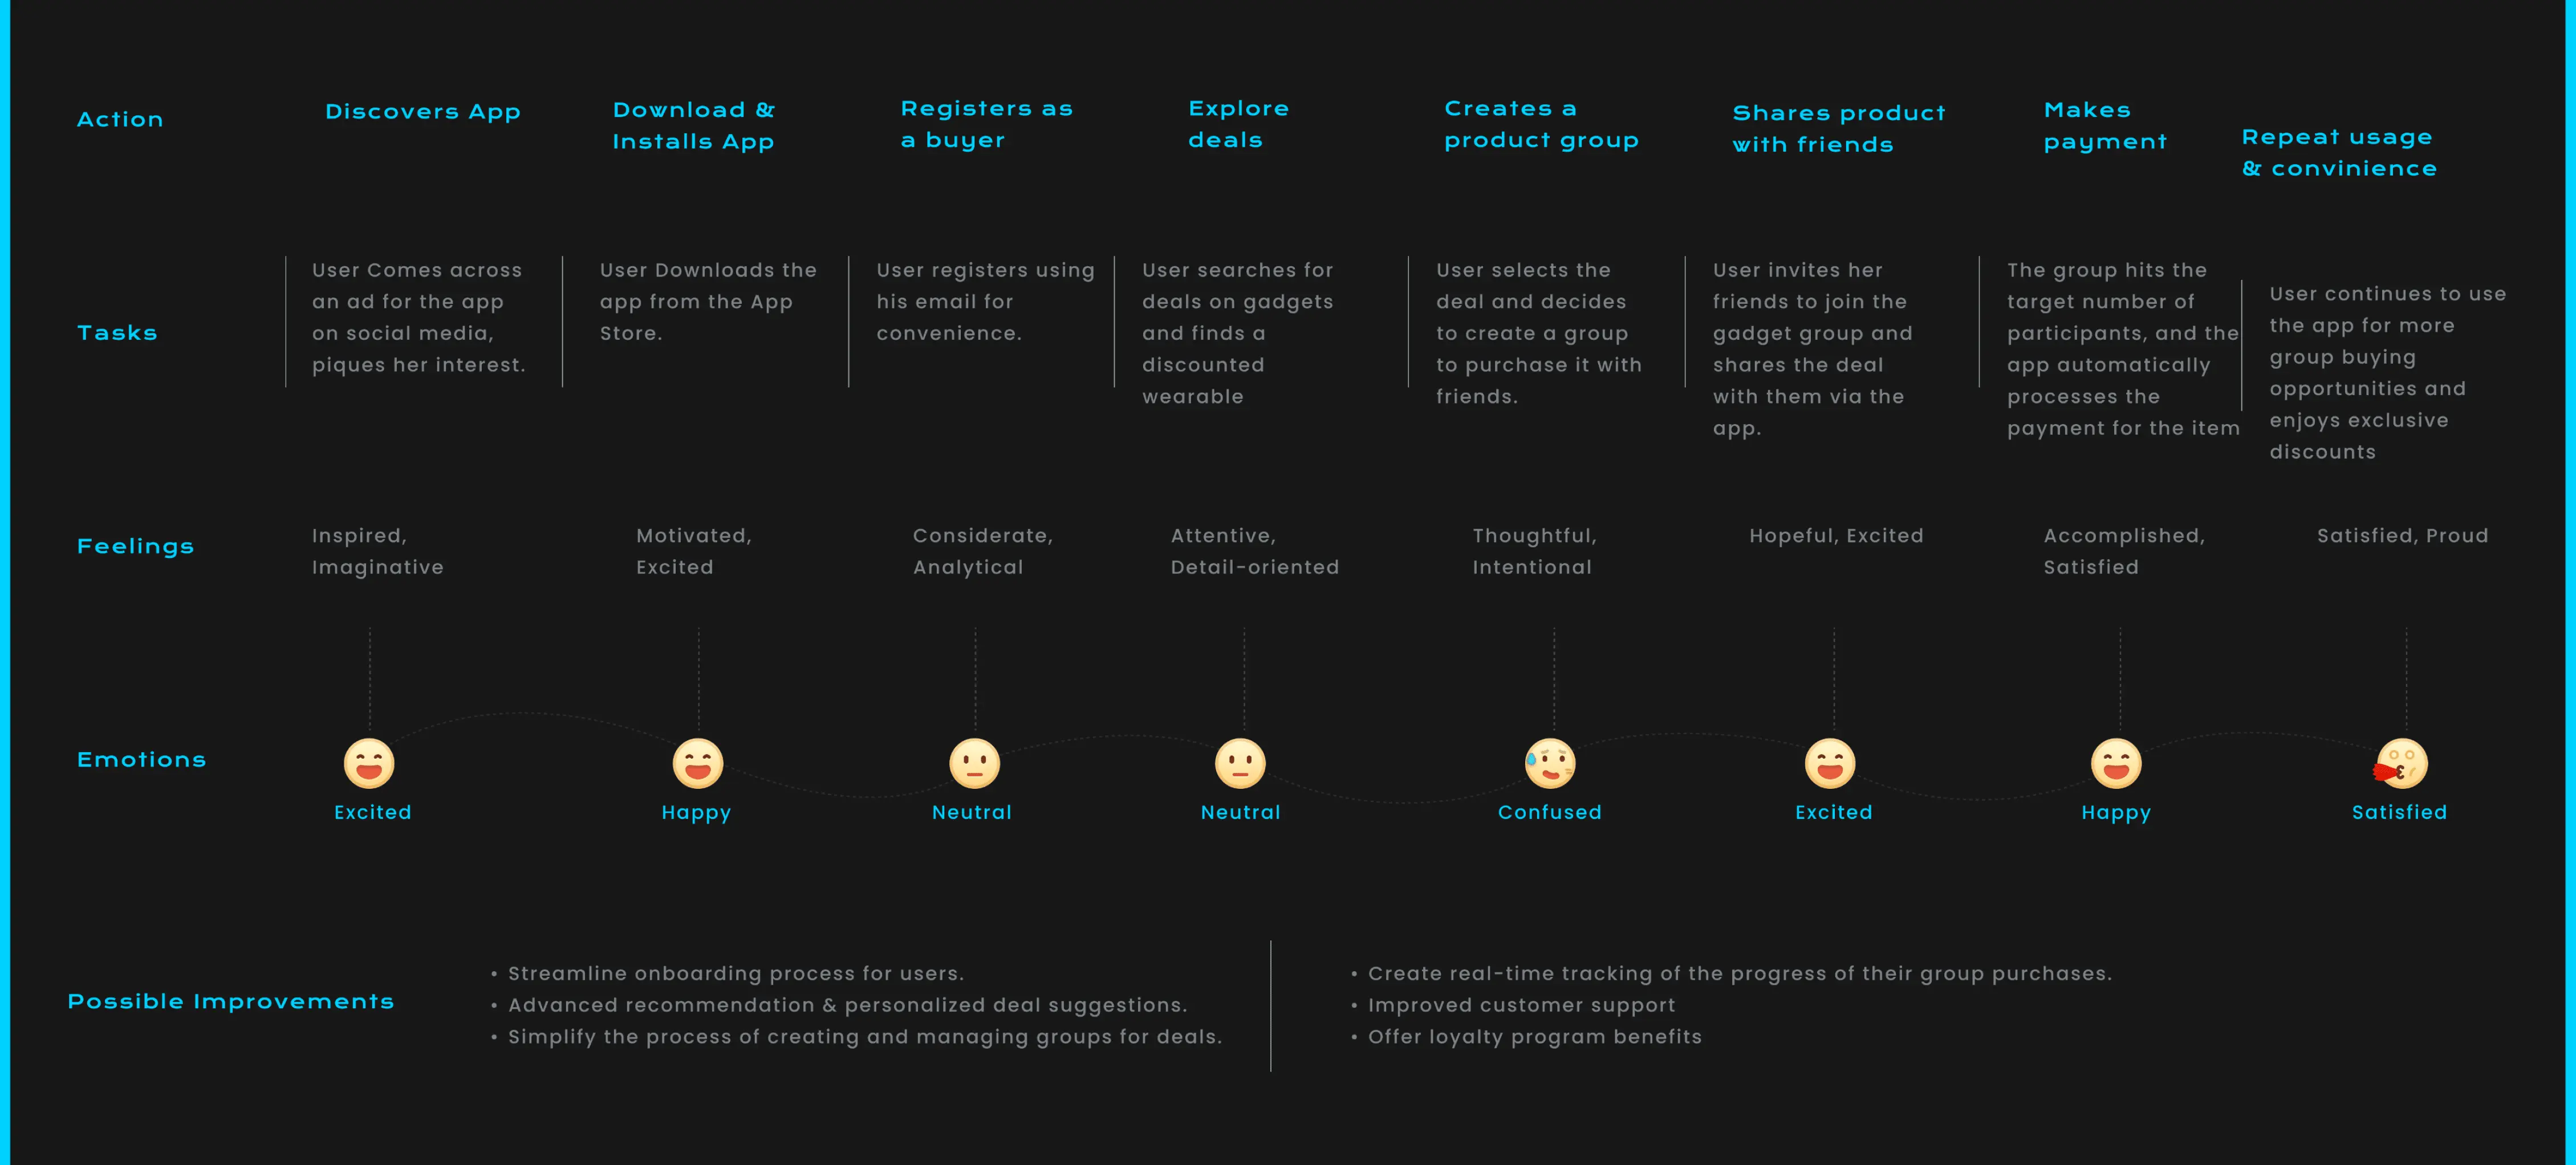 Action
Discovers App
Download &
Installs App
Registers as
a buyer
Explore
deals
Creates a
product group
Shares product
with friends
Makes
payment
Repeat usage
& convinience
Tasks
User Comes across
an ad for the app
on social media,
piques her interest.
User Downloads the
app from the App
Store.
User registers using
his email for
convenience.
User searches for
deals on gadgets
and finds a
discounted
wearable
User selects the
deal and decides
to create a group
to purchase it with
friends.
User invites her
friends to join the
gadget group and
shares the deal
with them via the
app.
The group hits the
target number of
participants, and the
app automatically
processes the
payment for the item
User continues to use
the app for more
group buying
opportunities and
enjoys exclusive
discounts
Feelings
Inspired,
Imaginative
Motivated,
Excited
Considerate,
Analytical
Attentive,
Detail-oriented
Thoughtful,
Intentional
Hopeful, Excited
Accomplished,
Satisfied
Satisfied, Proud
Emotions
Excited
Happy
Neutral
Neutral
Confused
Excited
Happy
Satisfied
Possible Improvements
• Streamline onboarding process for users.
• Advanced recommendation & personalized deal suggestions.
• Simplify the process of creating and managing groups for deals.
• Create real-time tracking of the progress of their group purchases.
• Improved customer support
• Offer loyalty program benefits